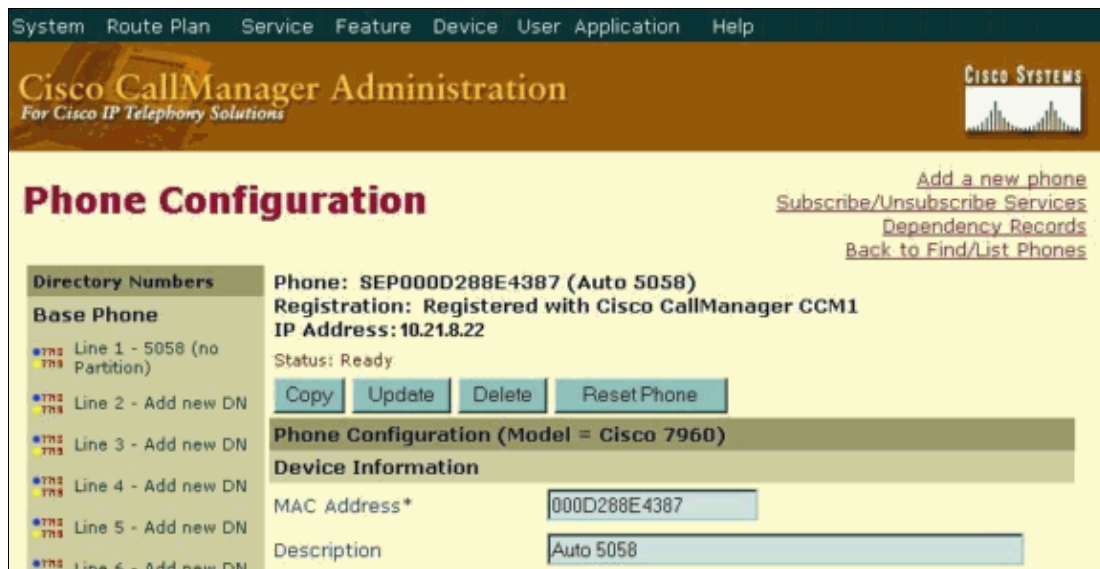 System Route Plan Service Feature Device User Application Help
Cisco CallManager Administration
For Cisco IP Telephony Solutions
CISCO SYSTEMS
Phone Configuration
Add a new phone
Subscribe/Unsubscribe Services
Dependency Records
Back to Find/List Phones
Directory Numbers
Base Phone
Line 1 - 5058 (no
Partition)
Line 2 - Add new DN
Line 3 - Add new DN
Line 4 - Add new DN
Line 5 - Add new DN
Line 6 - Add new DN
Phone: SEP000D288E4387 (Auto 5058)
Registration: Registered with Cisco CallManager CCM1
IP Address: 10.21.8.22
Status: Ready
Copy Update Delete Reset Phone
Phone Configuration (Model = Cisco 7960)
Device Information
MAC Address* 000D288E4387
Description Auto 5058